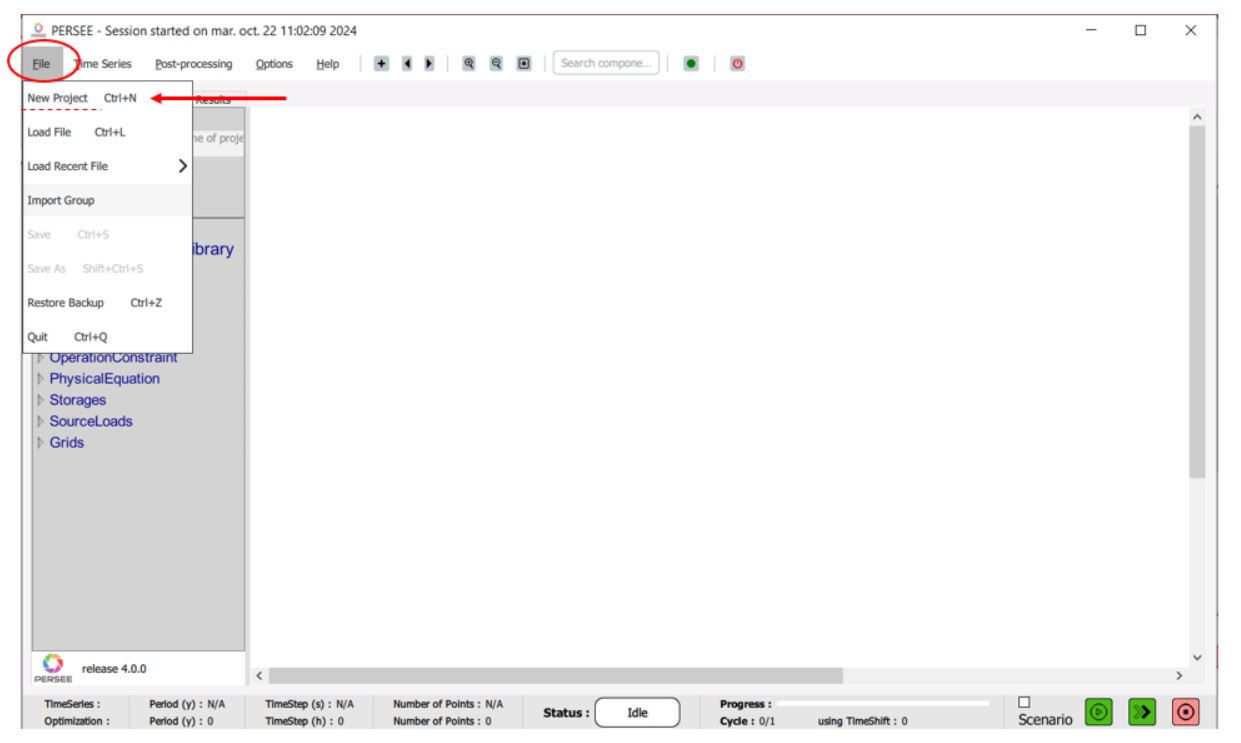 PERSEE - Session started on mar. oct. 22 11:02:09 2024
File Time Series Post-processing Options Help Search compone...
New Project Ctrl+N
Results
Load File Ctrl+L
me of proje
Load Recent File
Import Group
Save Ctrl+S
ibrary
Save As Shift+Ctrl+S
Restore Backup Ctrl+Z
Quit Ctrl+Q
OperationConstraint
PhysicalEquation
Storages
SourceLoads
Grids
PERSEE release 4.0.0
TimeSeries : Period (y) : N/A TimeStep (s) : N/A Number of Points : N/A Status : Idle Progress : Scenario
Optimization : Period (y) : 0 TimeStep (h) : 0 Number of Points : 0 Cycle : 0/1 using TimeShift : 0